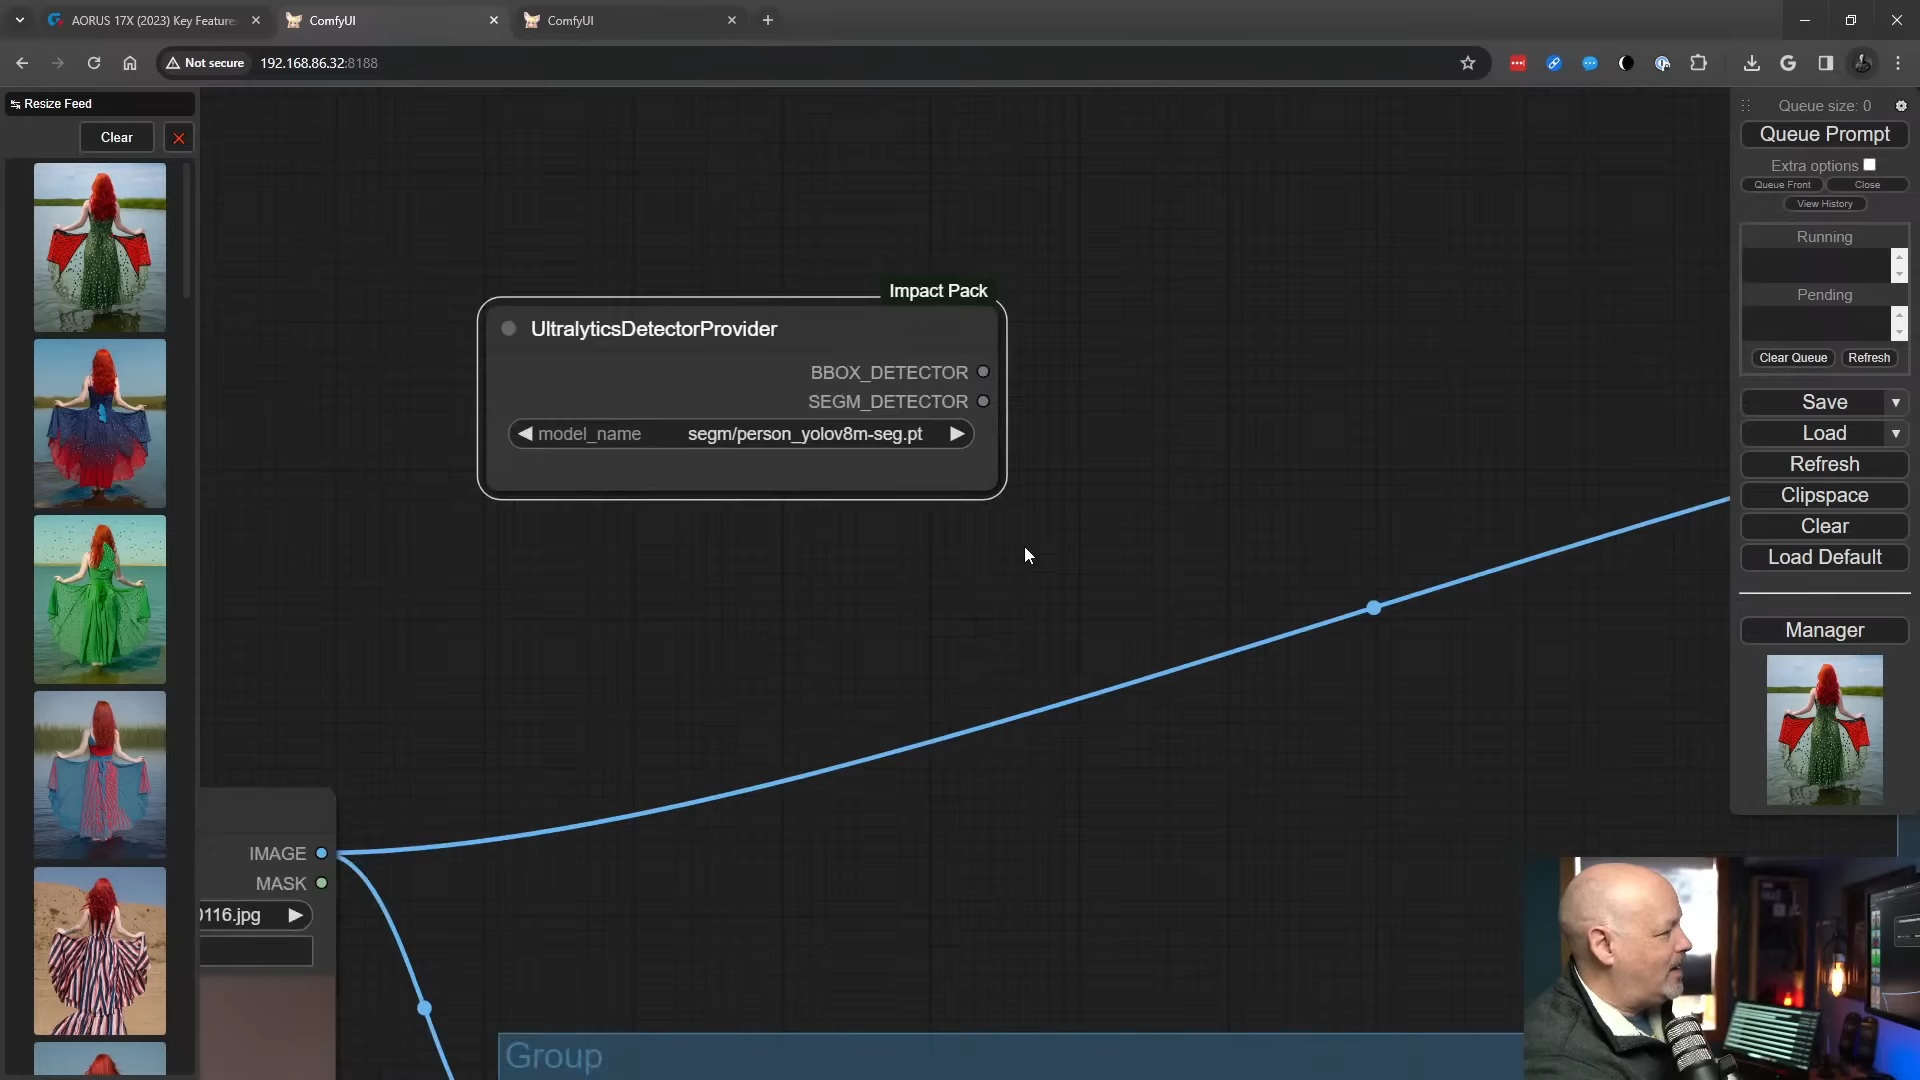 AORUS 17X (2023) Key Feature
ComfyUI
ComfyUI
Not secure
192.168.86.32:8188
Resize Feed
Clear
Queue size: 0
Queue Prompt
Extra options
Queue Front
Close
View History
Running
Pending
Clear Queue
Refresh
Save
Load
Refresh
Clipspace
Clear
Load Default
Manager
Impact Pack
UltralyticsDetectorProvider
BBOX_DETECTOR
SEGM_DETECTOR
model_name
segm/person_yolov8m-seg.pt
IMAGE
MASK
0116.jpg
Group